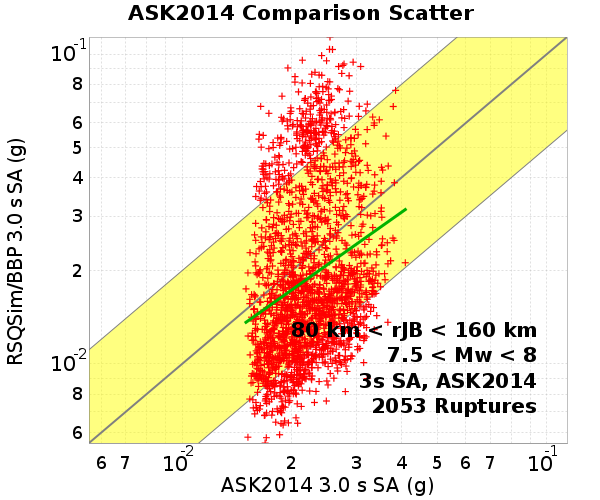 ASK2014 Comparison Scatter
RSQSim/BBP 3.0 s SA (g)
10⁻¹
8
6
5
4
3
2
10⁻²
8
6
80 km < rJB < 160 km
7.5 < Mw < 8
3s SA, ASK2014
2053 Ruptures
6 7 10⁻² 2 3 4 5 6 7 10⁻¹
ASK2014 3.0 s SA (g)